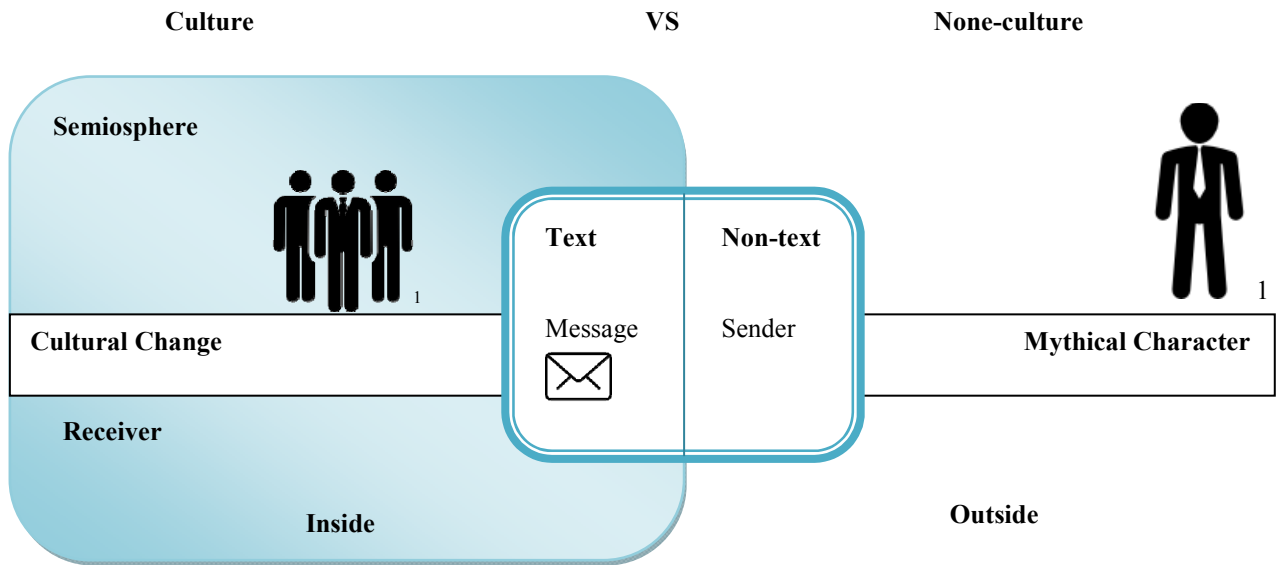 Culture VS None-culture
Semiosphere
Text Non-text
1 1
Message Sender
Cultural Change Mythical Character
Receiver
Inside Outside